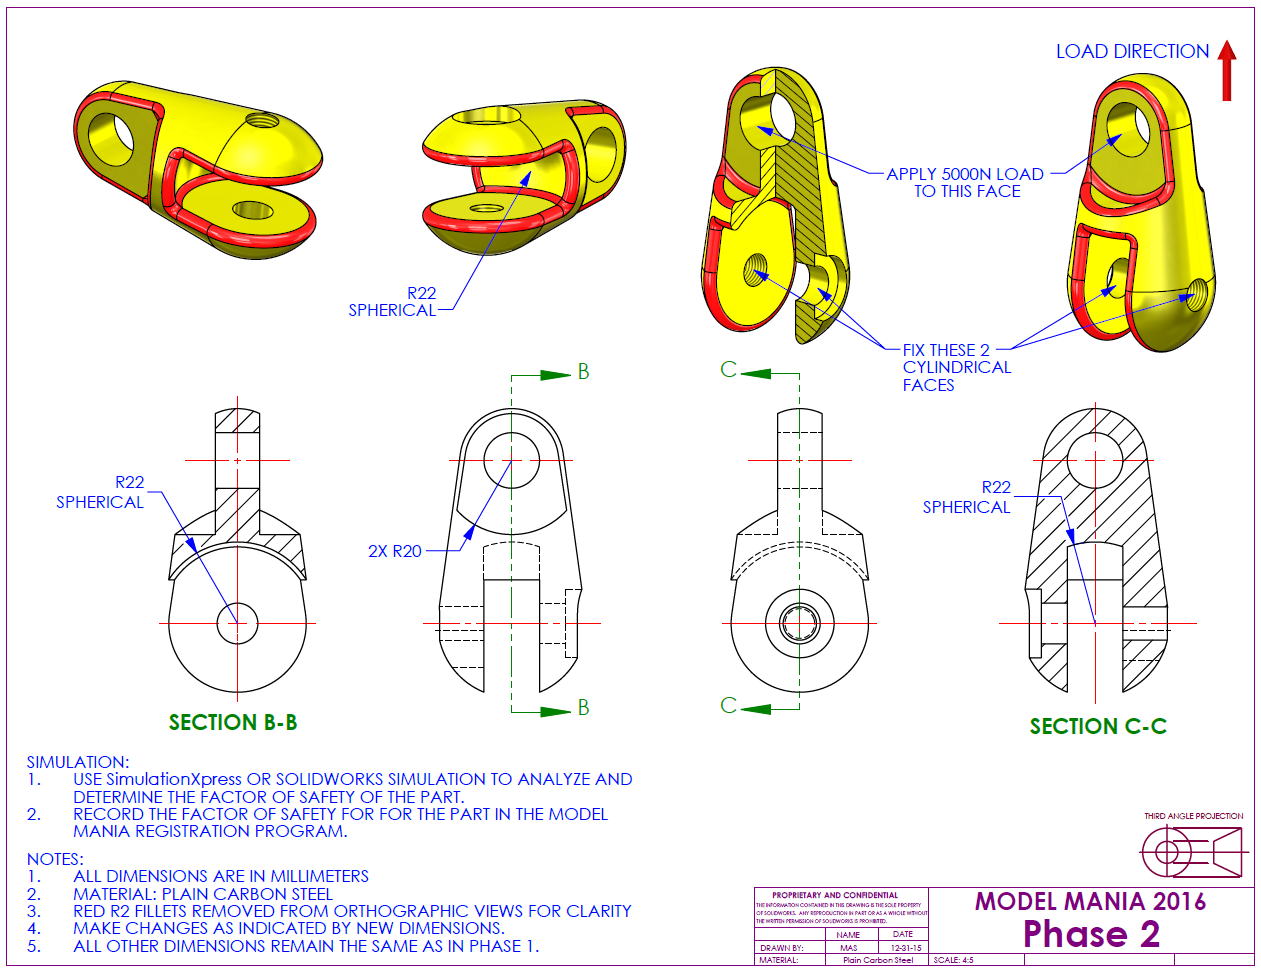 LOAD DIRECTION
APPLY 5000N LOAD
TO THIS FACE
R22
SPHERICAL
FIX THESE 2
CYLINDRICAL
FACES
B
C
R22
SPHERICAL
2X R20
R22
SPHERICAL
B
C
SECTION B-B
SECTION C-C
SIMULATION:
1. USE SimulationXpress OR SOLIDWORKS SIMULATION TO ANALYZE AND
DETERMINE THE FACTOR OF SAFETY OF THE PART.
2. RECORD THE FACTOR OF SAFETY FOR FOR THE PART IN THE MODEL
MANIA REGISTRATION PROGRAM.
NOTES:
1. ALL DIMENSIONS ARE IN MILLIMETERS
2. MATERIAL: PLAIN CARBON STEEL
3. RED R2 FILLETS REMOVED FROM ORTHOGRAPHIC VIEWS FOR CLARITY
4. MAKE CHANGES AS INDICATED BY NEW DIMENSIONS.
5. ALL OTHER DIMENSIONS REMAIN THE SAME AS IN PHASE 1.
THIRD ANGLE PROJECTION
PROPRIETARY AND CONFIDENTIAL
THE INFORMATION CONTAINED IN THIS DRAWING IS THE SOLE PROPERTY
OF SOLIDWORKS. ANY REPRODUCTION IN PART OR AS A WHOLE WITHOUT
THE WRITTEN PERMISSION OF SOLIDWORKS IS PROHIBITED.
NAME DATE
DRAWN BY: MAS 12-31-15
MATERIAL: Plain Carbon Steel
MODEL MANIA 2016
Phase 2
SCALE: 4:5